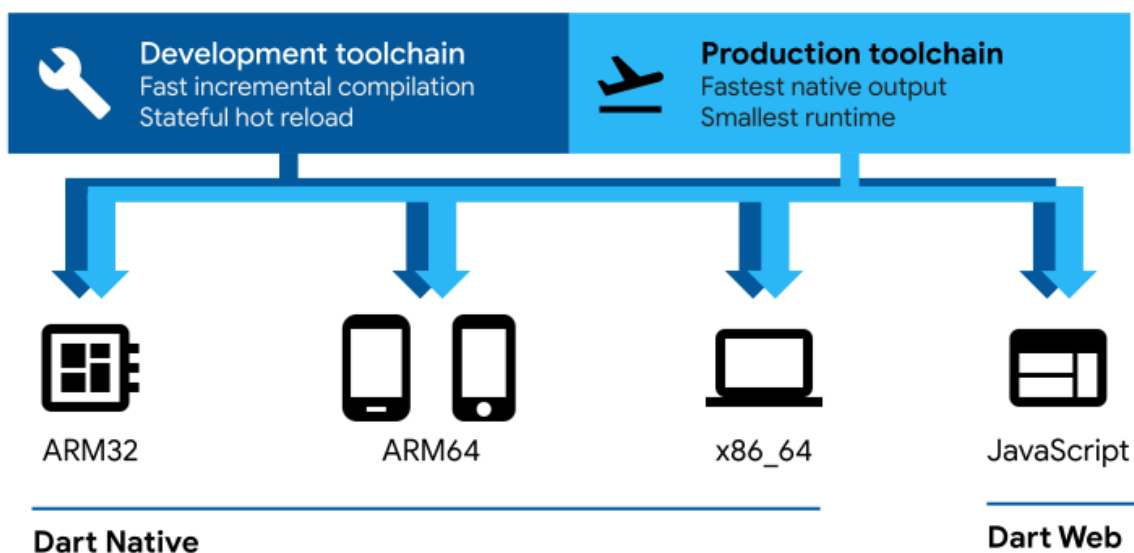 Development toolchain
Fast incremental compilation
Stateful hot reload
Production toolchain
Fastest native output
Smallest runtime
ARM32
ARM64
x86_64
JavaScript
Dart Native
Dart Web